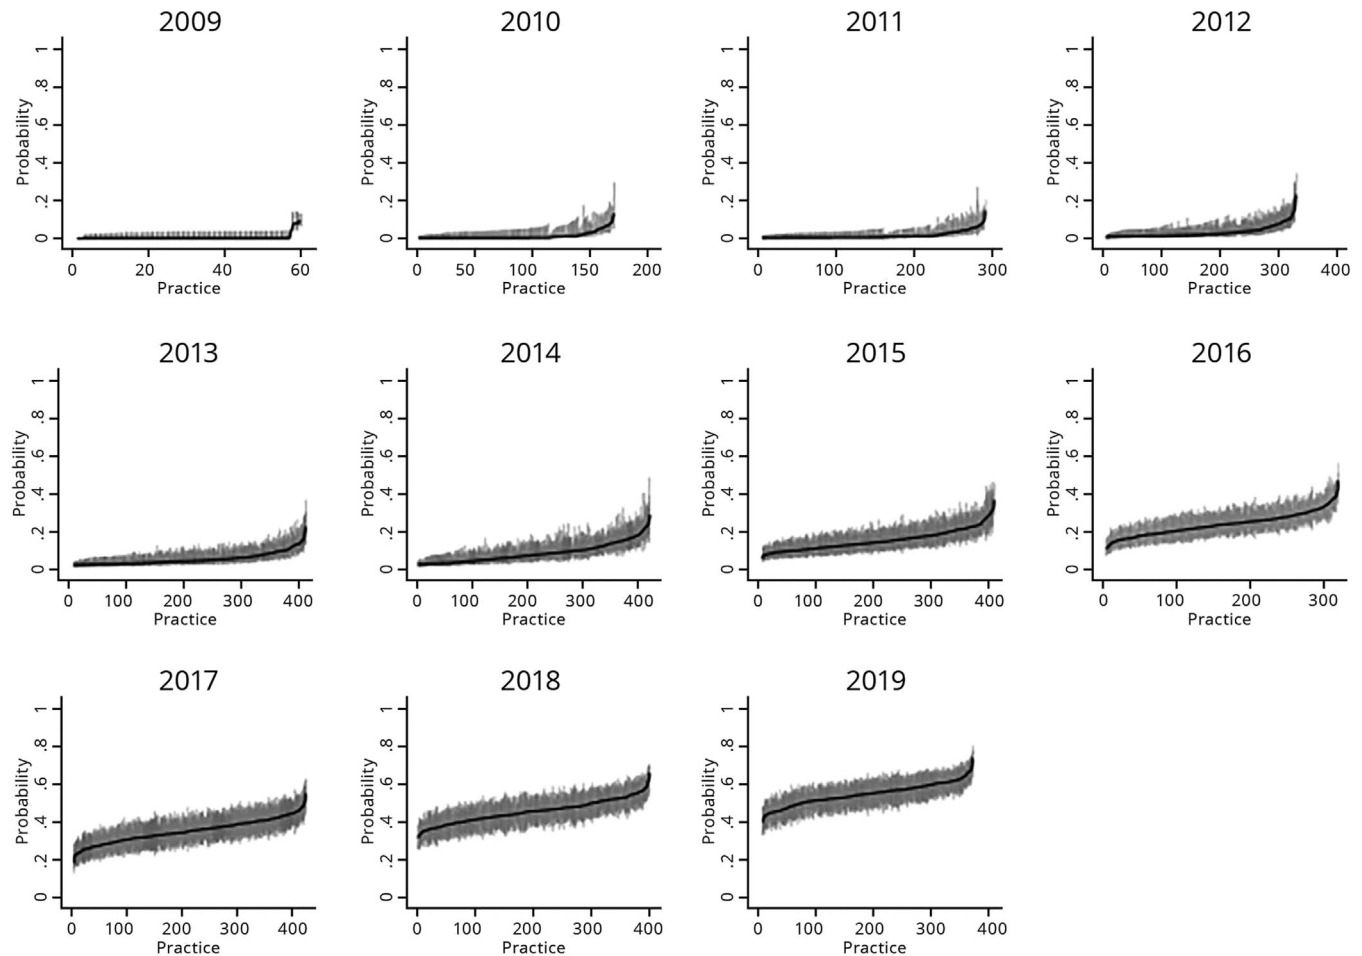 2009 2010 2011 2012
Probability Probability Probability Probability
1 1 1 1
.8 .8 .8 .8
.6 .6 .6 .6
.4 .4 .4 .4
.2 .2 .2 .2
0 0 0 0
0 20 40 60 0 50 100 150 200 0 100 200 300 0 100 200 300 400
Practice Practice Practice Practice
2013 2014 2015 2016
Probability Probability Probability Probability
1 1 1 1
.8 .8 .8 .8
.6 .6 .6 .6
.4 .4 .4 .4
.2 .2 .2 .2
0 0 0 0
0 100 200 300 400 0 100 200 300 400 0 100 200 300 400 0 100 200 300
Practice Practice Practice Practice
2017 2018 2019
Probability Probability Probability
1 1 1
.8 .8 .8
.6 .6 .6
.4 .4 .4
.2 .2 .2
0 0 0
0 100 200 300 400 0 100 200 300 400 0 100 200 300 400
Practice Practice Practice